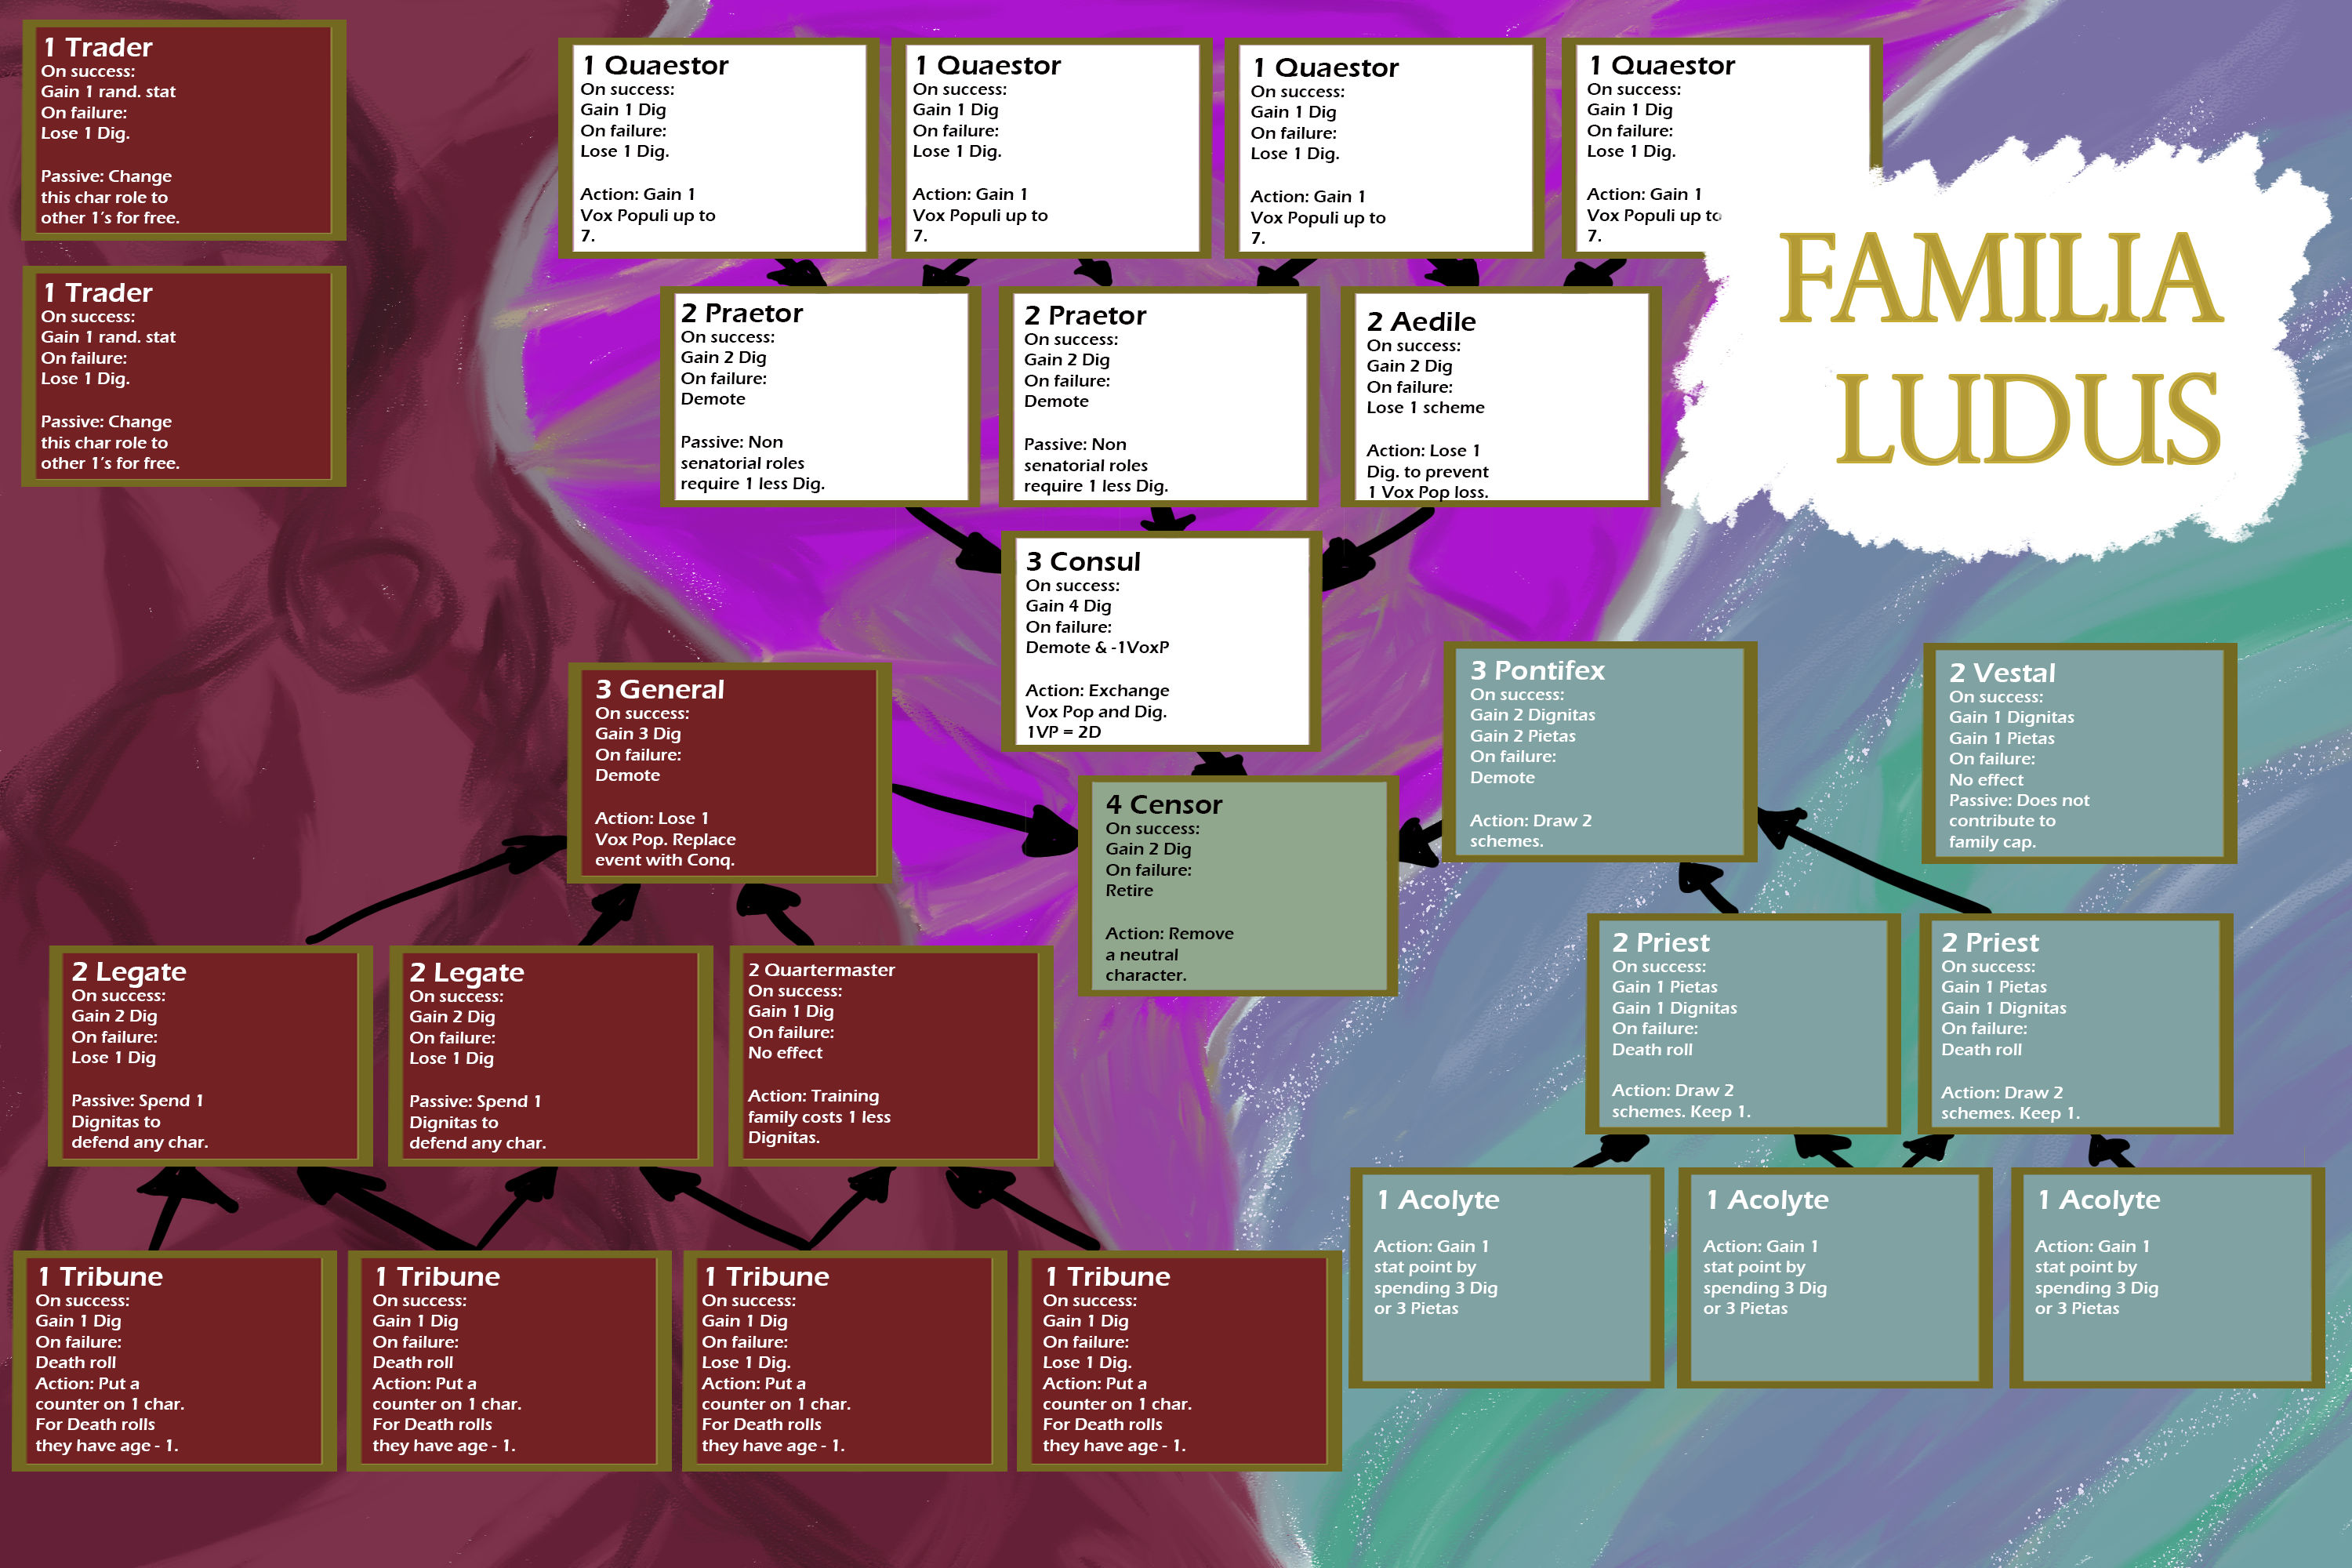 1 Trader
On success:
Gain 1 rand. stat
On failure:
Lose 1 Dig.
Passive: Change
this char role to
other 1's for free.
1 Trader
On success:
Gain 1 rand. stat
On failure:
Lose 1 Dig.
Passive: Change
this char role to
other 1's for free.
1 Quaestor
On success:
Gain 1 Dig
On failure:
Lose 1 Dig.
Action: Gain 1
Vox Populi up to
7.
1 Quaestor
On success:
Gain 1 Dig
On failure:
Lose 1 Dig.
Action: Gain 1
Vox Populi up to
7.
1 Quaestor
On success:
Gain 1 Dig
On failure:
Lose 1 Dig.
Action: Gain 1
Vox Populi up to
7.
1 Quaestor
On success:
Gain 1 Dig
On failure:
Lose 1 Dig.
Action: Gain 1
Vox Populi up to
7.
FAMILIA
LUDUS
2 Praetor
On success:
Gain 2 Dig
On failure:
Demote
Passive: Non
senatorial roles
require 1 less Dig.
2 Praetor
On success:
Gain 2 Dig
On failure:
Demote
Passive: Non
senatorial roles
require 1 less Dig.
2 Aedile
On success:
Gain 2 Dig
On failure:
Lose 1 scheme
Action: Lose 1
Dig. to prevent
1 Vox Pop loss.
3 Consul
On success:
Gain 4 Dig
On failure:
Demote & -1VoxP
Action: Exchange
Vox Pop and Dig.
1VP = 2D
3 General
On success:
Gain 3 Dig
On failure:
Demote
Action: Lose 1
Vox Pop. Replace
event with Conq.
4 Censor
On success:
Gain 2 Dig
On failure:
Retire
Action: Remove
a neutral
character.
3 Pontifex
On success:
Gain 2 Dignitas
Gain 2 Pietas
On failure:
Demote
Action: Draw 2
schemes.
2 Vestal
On success:
Gain 1 Dignitas
Gain 1 Pietas
On failure:
No effect
Passive: Does not
contribute to
family cap.
2 Legate
On success:
Gain 2 Dig
On failure:
Lose 1 Dig
Passive: Spend 1
Dignitas to
defend any char.
2 Legate
On success:
Gain 2 Dig
On failure:
Lose 1 Dig
Passive: Spend 1
Dignitas to
defend any char.
2 Quartermaster
On success:
Gain 1 Dig
On failure:
No effect
Action: Training
family costs 1 less
Dignitas.
2 Priest
On success:
Gain 1 Pietas
Gain 1 Dignitas
On failure:
Death roll
Action: Draw 2
schemes. Keep 1.
2 Priest
On success:
Gain 1 Pietas
Gain 1 Dignitas
On failure:
Death roll
Action: Draw 2
schemes. Keep 1.
1 Tribune
On success:
Gain 1 Dig
On failure:
Death roll
Action: Put a
counter on 1 char.
For Death rolls
they have age - 1.
1 Tribune
On success:
Gain 1 Dig
On failure:
Death roll
Action: Put a
counter on 1 char.
For Death rolls
they have age - 1.
1 Tribune
On success:
Gain 1 Dig
On failure:
Lose 1 Dig.
Action: Put a
counter on 1 char.
For Death rolls
they have age - 1.
1 Tribune
On success:
Gain 1 Dig
On failure:
Lose 1 Dig.
Action: Put a
counter on 1 char.
For Death rolls
they have age - 1.
1 Acolyte
Action: Gain 1
stat point by
spending 3 Dig
or 3 Pietas
1 Acolyte
Action: Gain 1
stat point by
spending 3 Dig
or 3 Pietas
1 Acolyte
Action: Gain 1
stat point by
spending 3 Dig
or 3 Pietas